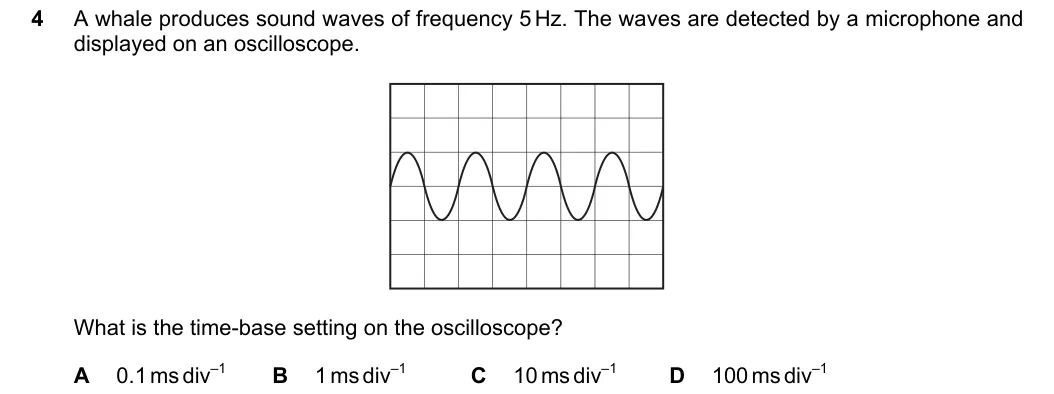 4 A whale produces sound waves of frequency 5 Hz. The waves are detected by a microphone and
displayed on an oscilloscope.
What is the time-base setting on the oscilloscope?
A 0.1 ms div⁻¹ B 1 ms div⁻¹ C 10 ms div⁻¹ D 100 ms div⁻¹